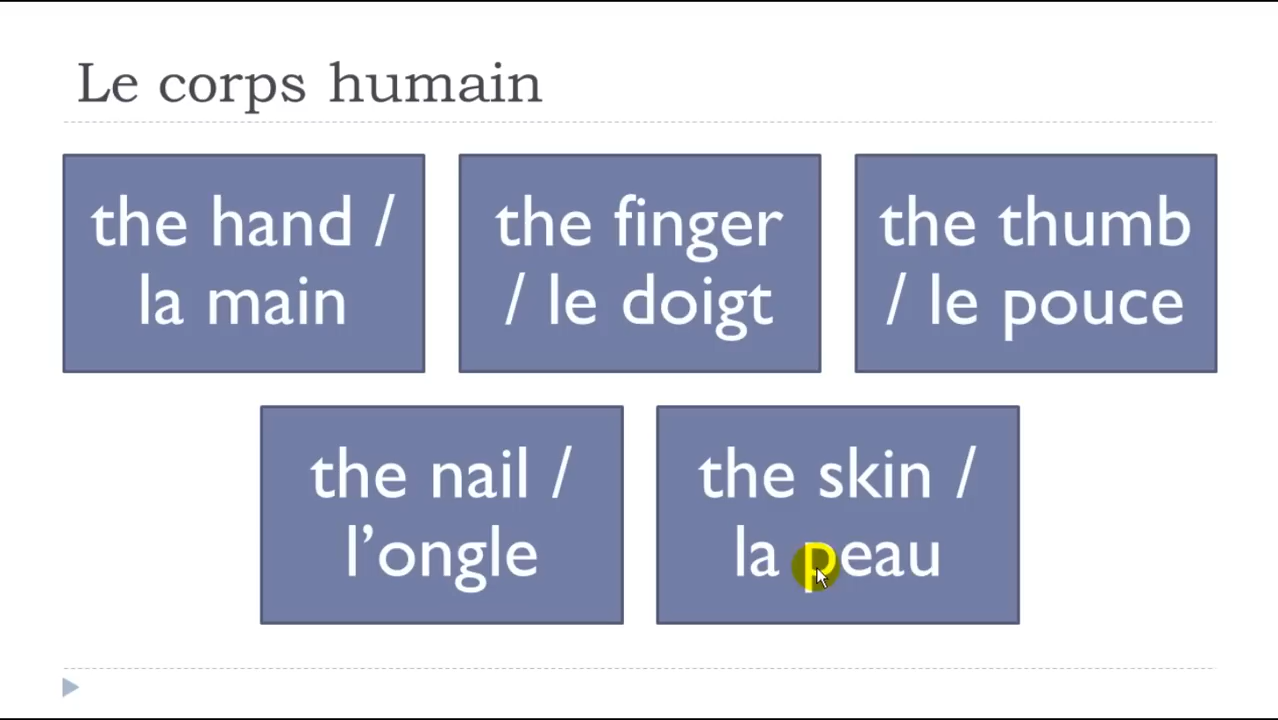 Le corps humain
the hand /
la main
the finger
/ le doigt
the thumb
/ le pouce
the nail /
l’ongle
the skin /
la peau